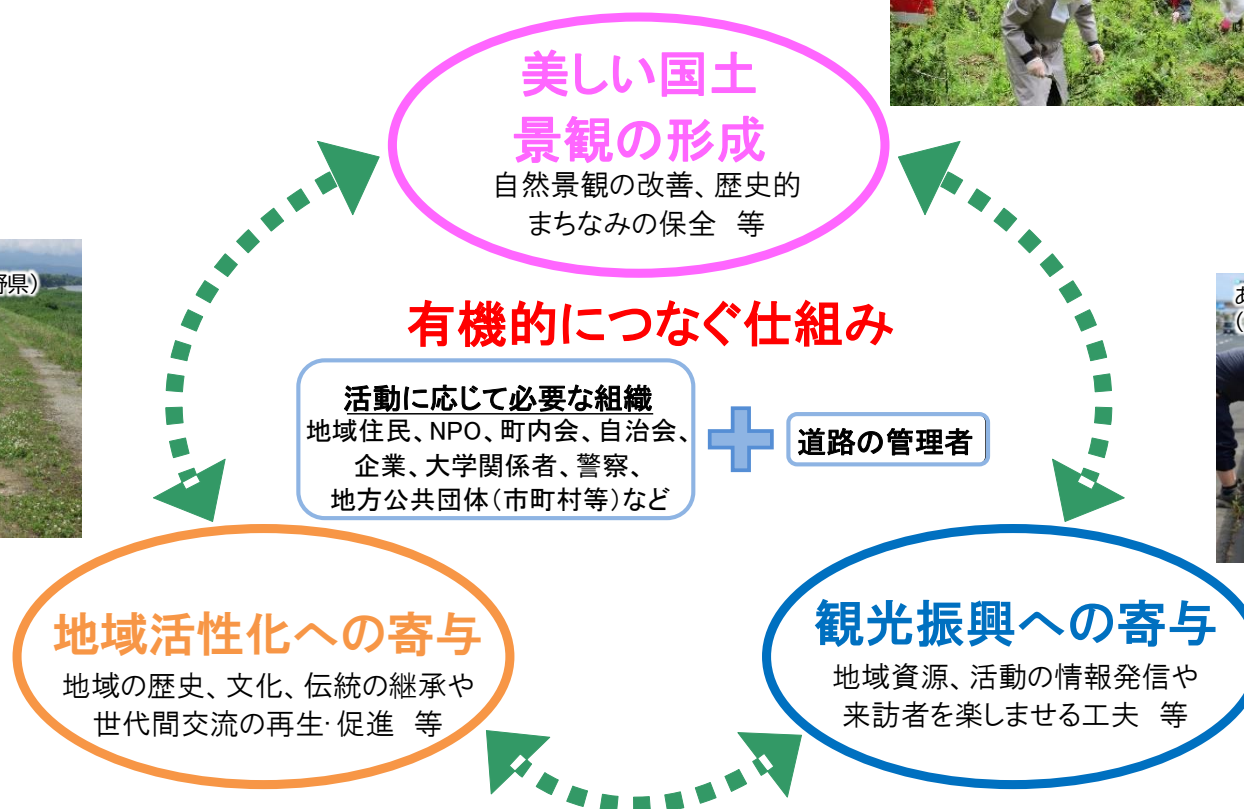 美しい国土
景観の形成
自然景観の改善、歴史的
まちなみの保全　等
野県）
あ
（
有機的につなぐ仕組み
活動に応じて必要な組織
地域住民、NPO、町内会、自治会、
企業、大学関係者、警察、
地方公共団体（市町村等）など
道路の管理者
地域活性化への寄与
地域の歴史、文化、伝統の継承や
世代間交流の再生・促進　等
観光振興への寄与
地域資源、活動の情報発信や
来訪者を楽しませる工夫　等